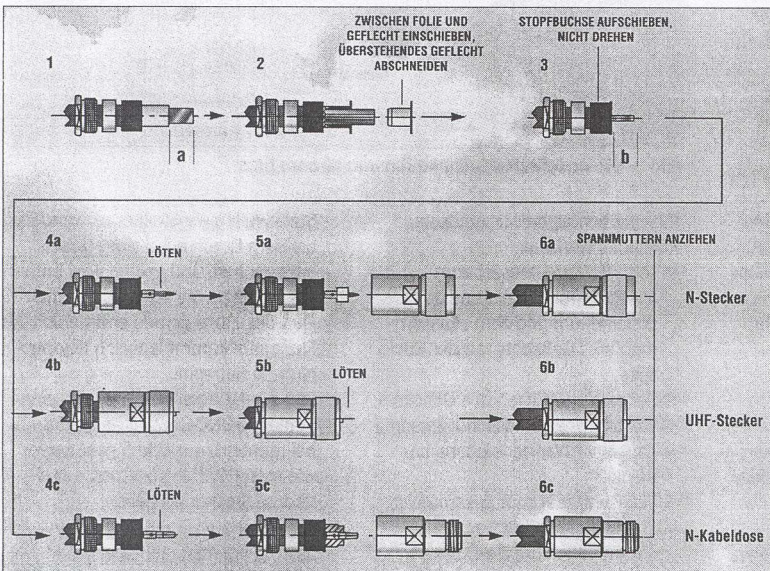 ZWISCHEN FOLIE UND
GEFLECHT EINSCHIEBEN,
ÜBERSTEHENDES GEFLECHT
ABSCHNEIDEN
STOPFBUCHSE AUFSCHIEBEN,
NICHT DREHEN
1
2
3
a
b
4a
LÖTEN
5a
6a
SPANNMUTTERN ANZIEHEN
N-Stecker
4b
5b
LÖTEN
6b
UHF-Stecker
4c
LÖTEN
5c
6c
N-Kabeldose